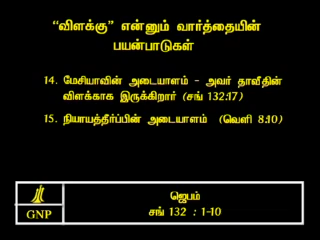 “விளக்கு” என்னும் வார்த்தையின்
பயன்பாடுகள்
14. மேசியாவின் அடையாளம் - அவர் தாவீதின்
விளக்காக இருக்கிறார் (சங் 132:17)
15. நியாயத்தீர்ப்பின் அடையாளம் (வெளி 8:10)
GNP
ஜெபம்
சங் 132 : 1-10